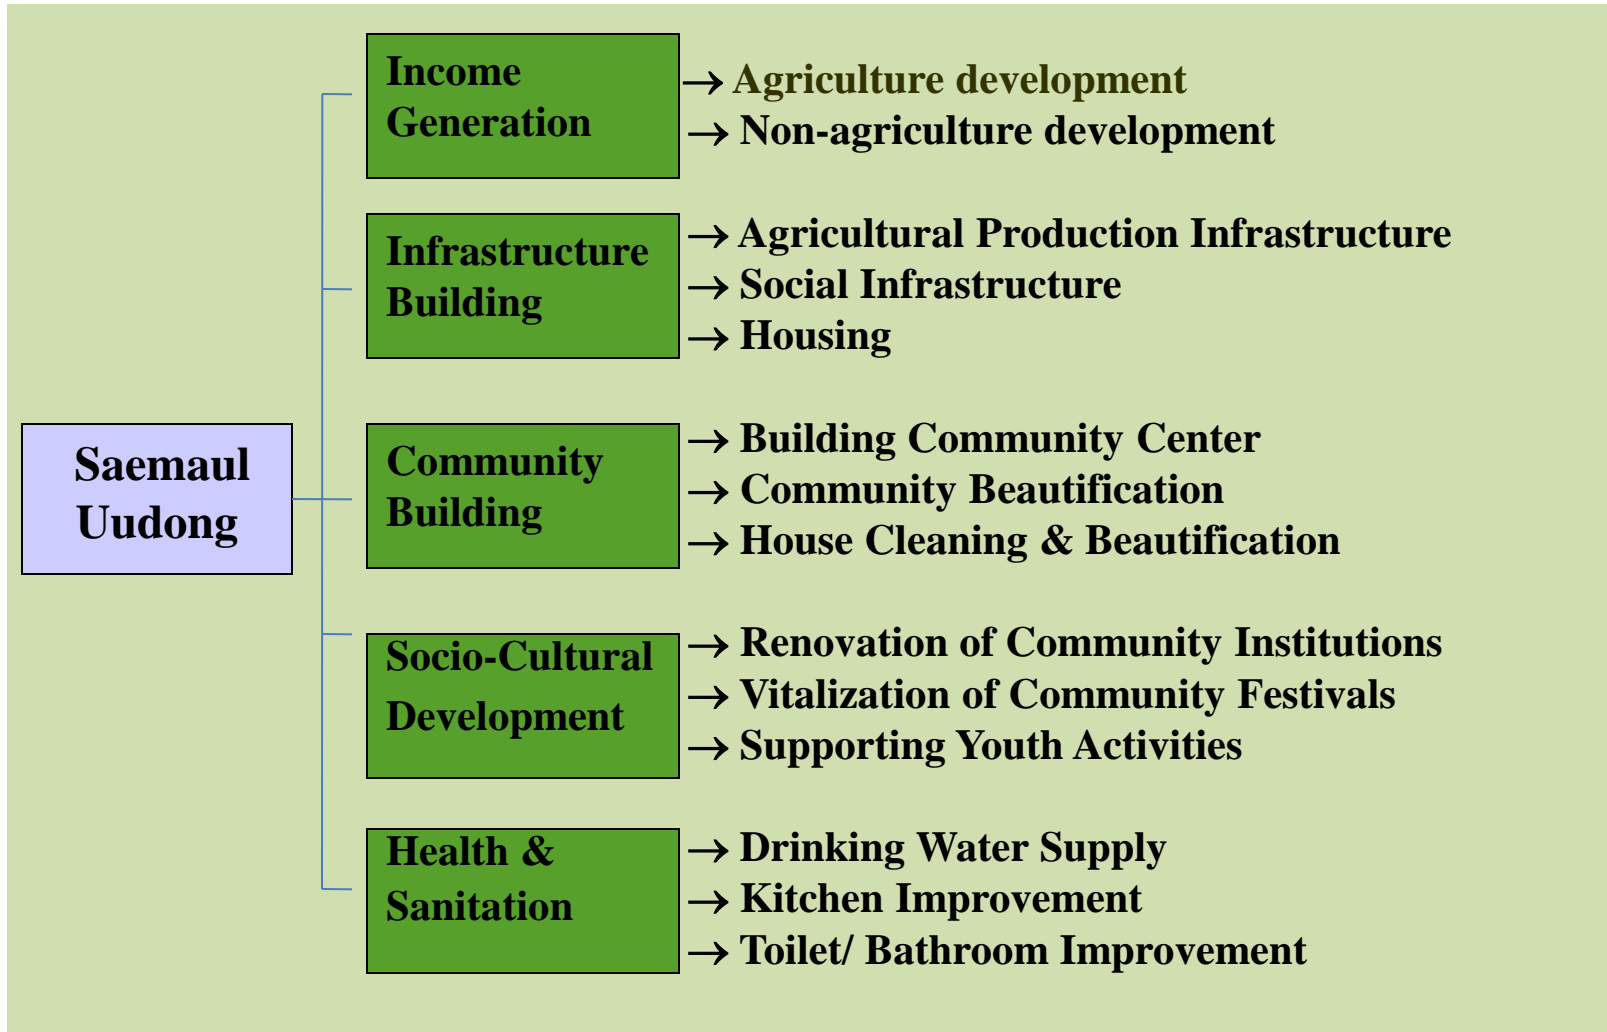 Income
Generation
→ Agriculture development
→ Non-agriculture development
Infrastructure
Building
→ Agricultural Production Infrastructure
→ Social Infrastructure
→ Housing
Saemaul
Uudong
Community
Building
→ Building Community Center
→ Community Beautification
→ House Cleaning & Beautification
Socio-Cultural
Development
→ Renovation of Community Institutions
→ Vitalization of Community Festivals
→ Supporting Youth Activities
Health &
Sanitation
→ Drinking Water Supply
→ Kitchen Improvement
→ Toilet/ Bathroom Improvement